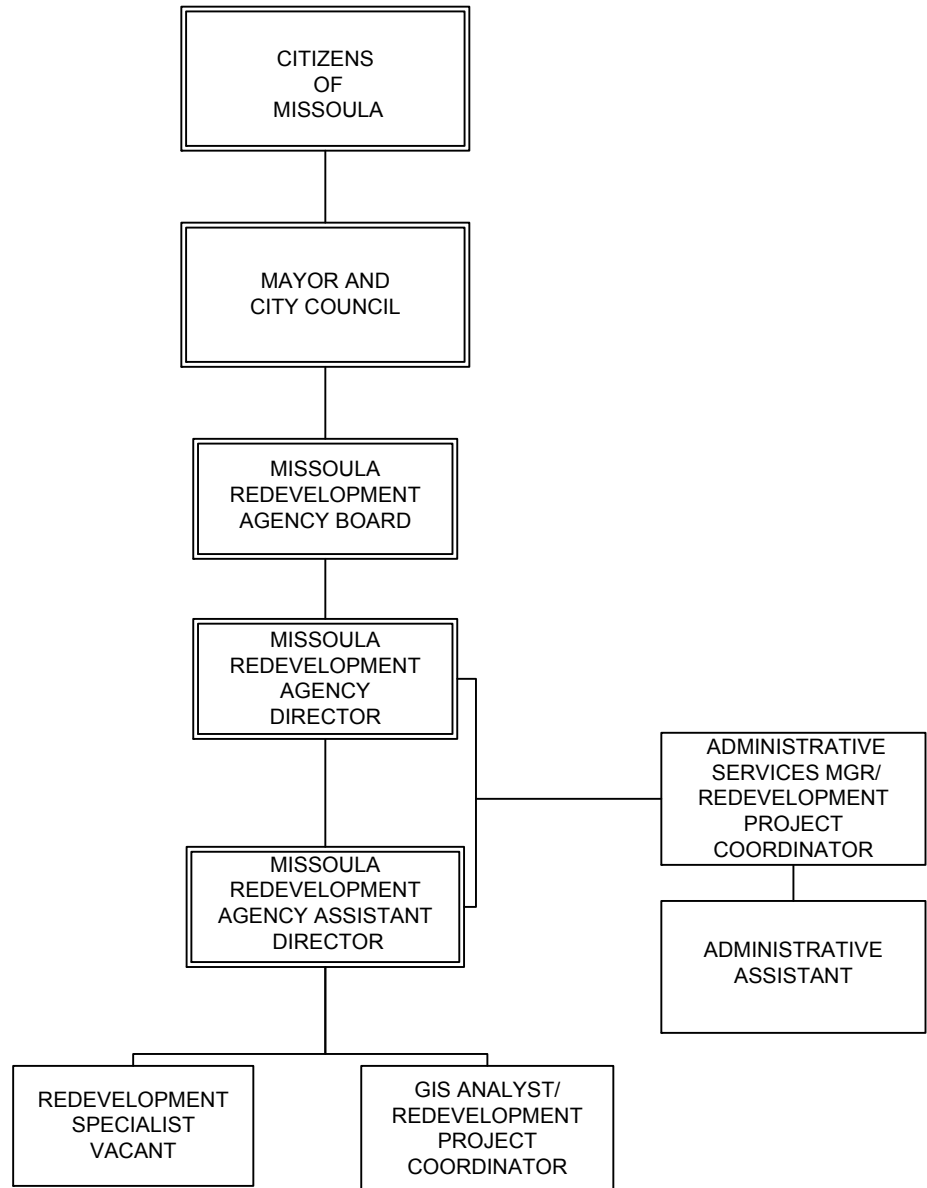 CITIZENS
OF
MISSOULA
MAYOR AND
CITY COUNCIL
MISSOULA
REDEVELOPMENT
AGENCY BOARD
MISSOULA
REDEVELOPMENT
AGENCY
DIRECTOR
ADMINISTRATIVE
SERVICES MGR/
REDEVELOPMENT
PROJECT
COORDINATOR
MISSOULA
REDEVELOPMENT
AGENCY ASSISTANT
DIRECTOR
ADMINISTRATIVE
ASSISTANT
REDEVELOPMENT
SPECIALIST
VACANT
GIS ANALYST/
REDEVELOPMENT
PROJECT
COORDINATOR